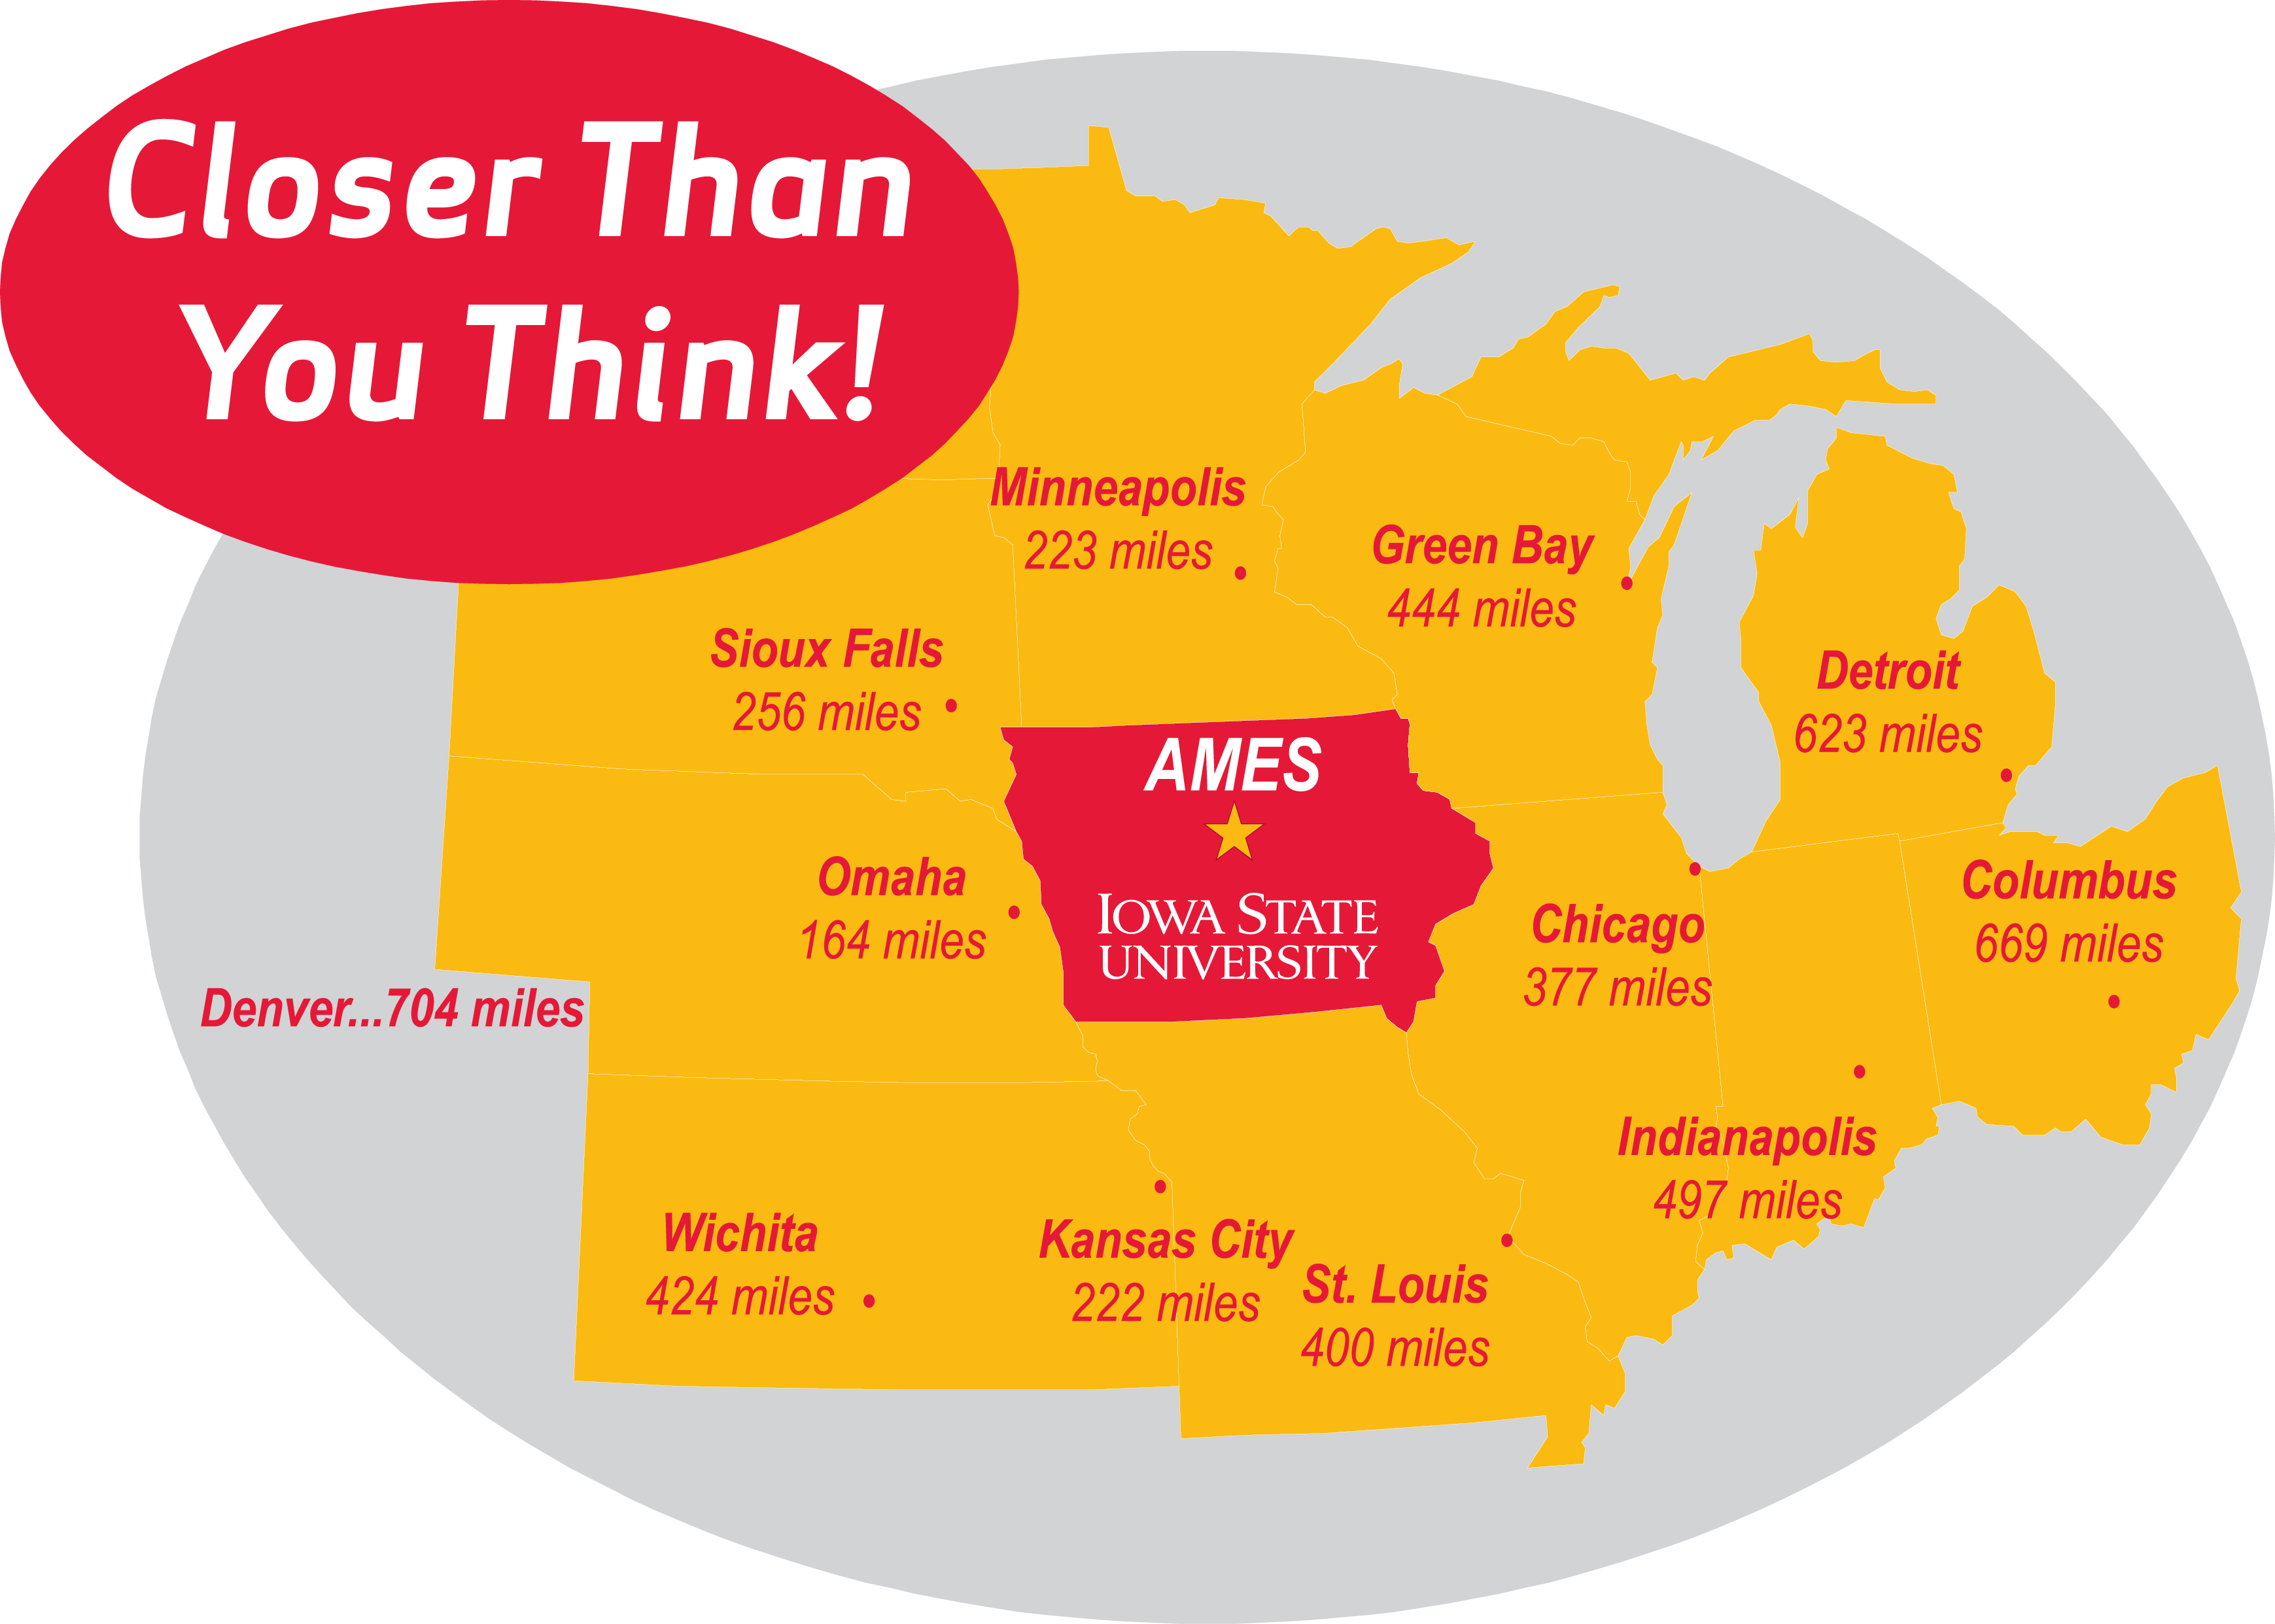 Closer Than
You Think!
Minneapolis
223 miles
Green Bay
444 miles
Sioux Falls
256 miles
Detroit
623 miles
AMES
IOWA STATE
UNIVERSITY
Omaha
164 miles
Chicago
377 miles
Columbus
669 miles
Denver...704 miles
Indianapolis
497 miles
Wichita
424 miles
Kansas City
222 miles
St. Louis
400 miles